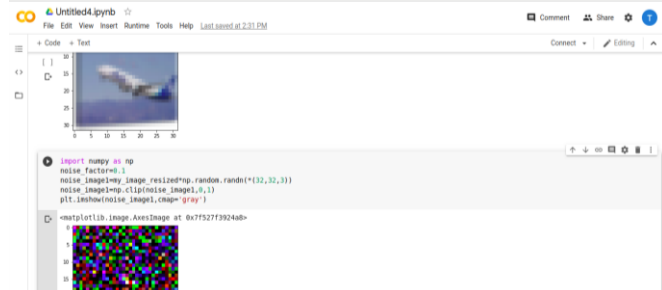 Untitled4.ipynb
Comment Share T
File Edit View Insert Runtime Tools Help Last saved at 2:31 PM
+ Code + Text
Connect Editing
[ ]
10
15
20
25
30
0 5 10 15 20 25 30
import numpy as np
noise_factor=0.1
noise_image1=my_image_resized*np.random.randn(*(32,32,3))
noise_image1=np.clip(noise_image1,0,1)
plt.imshow(noise_image1,cmap='gray')
<matplotlib.image.AxesImage at 0x7f527f3924a8>
0
5
10
15